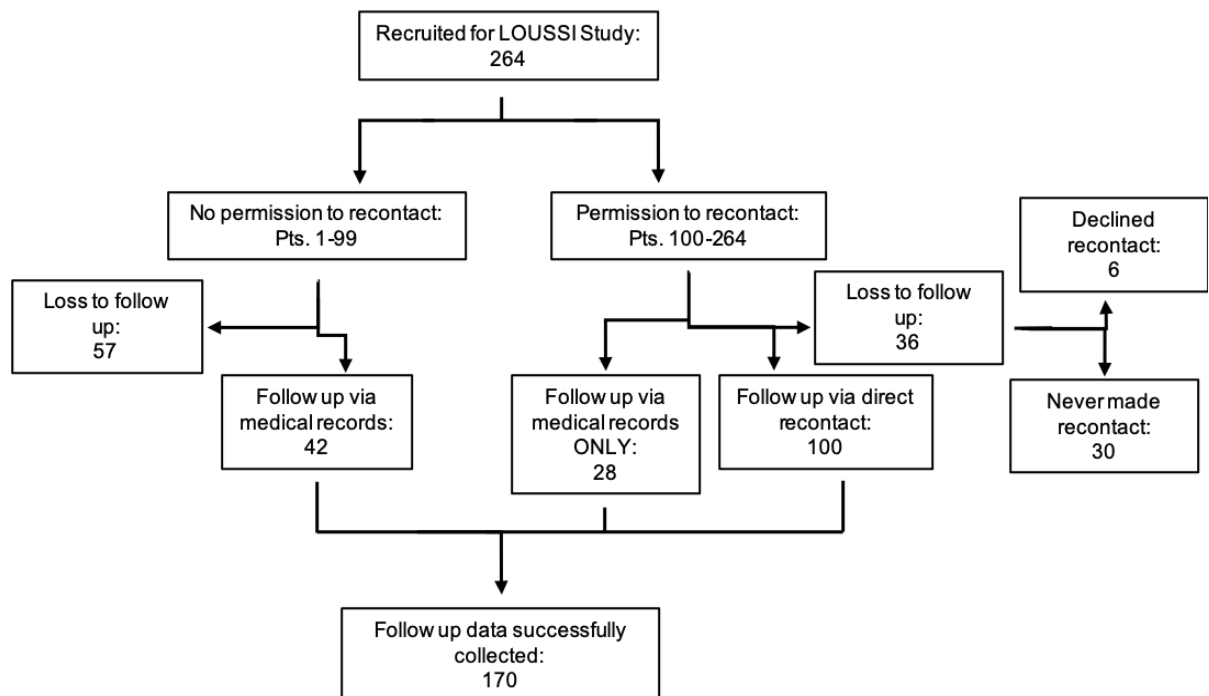 Recruited for LOUSSI Study:
264
No permission to recontact:
Pts. 1-99
Permission to recontact:
Pts. 100-264
Declined
recontact:
6
Loss to follow
up:
57
Loss to follow
up:
36
Follow up via
medical records:
42
Follow up via
medical records
ONLY:
28
Follow up via direct
recontact:
100
Never made
recontact:
30
Follow up data successfully
collected:
170